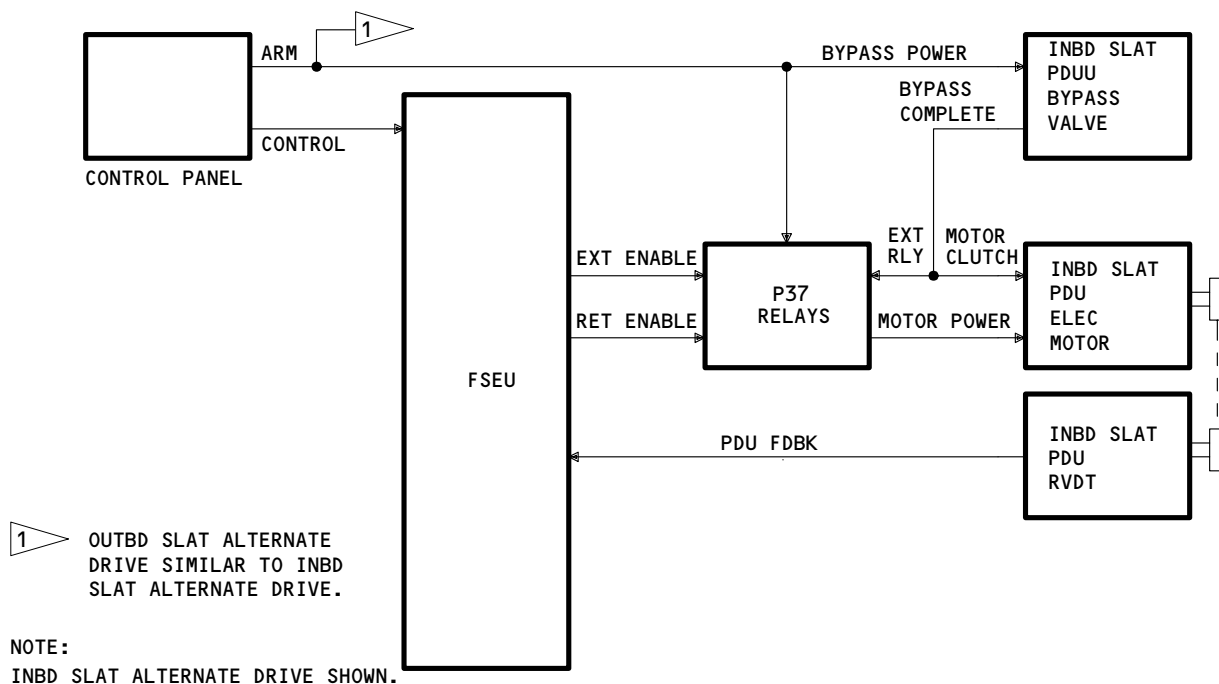 1
ARM
BYPASS POWER
INBD SLAT
PDUU
BYPASS
VALVE
BYPASS
COMPLETE
CONTROL
CONTROL PANEL
EXT ENABLE
RET ENABLE
P37
RELAYS
EXT
RLY
MOTOR
CLUTCH
MOTOR POWER
INBD SLAT
PDU
ELEC
MOTOR
FSEU
PDU FDBK
INBD SLAT
PDU
RVDT
1
OUTBD SLAT ALTERNATE
DRIVE SIMILAR TO INBD
SLAT ALTERNATE DRIVE.
NOTE:
INBD SLAT ALTERNATE DRIVE SHOWN.